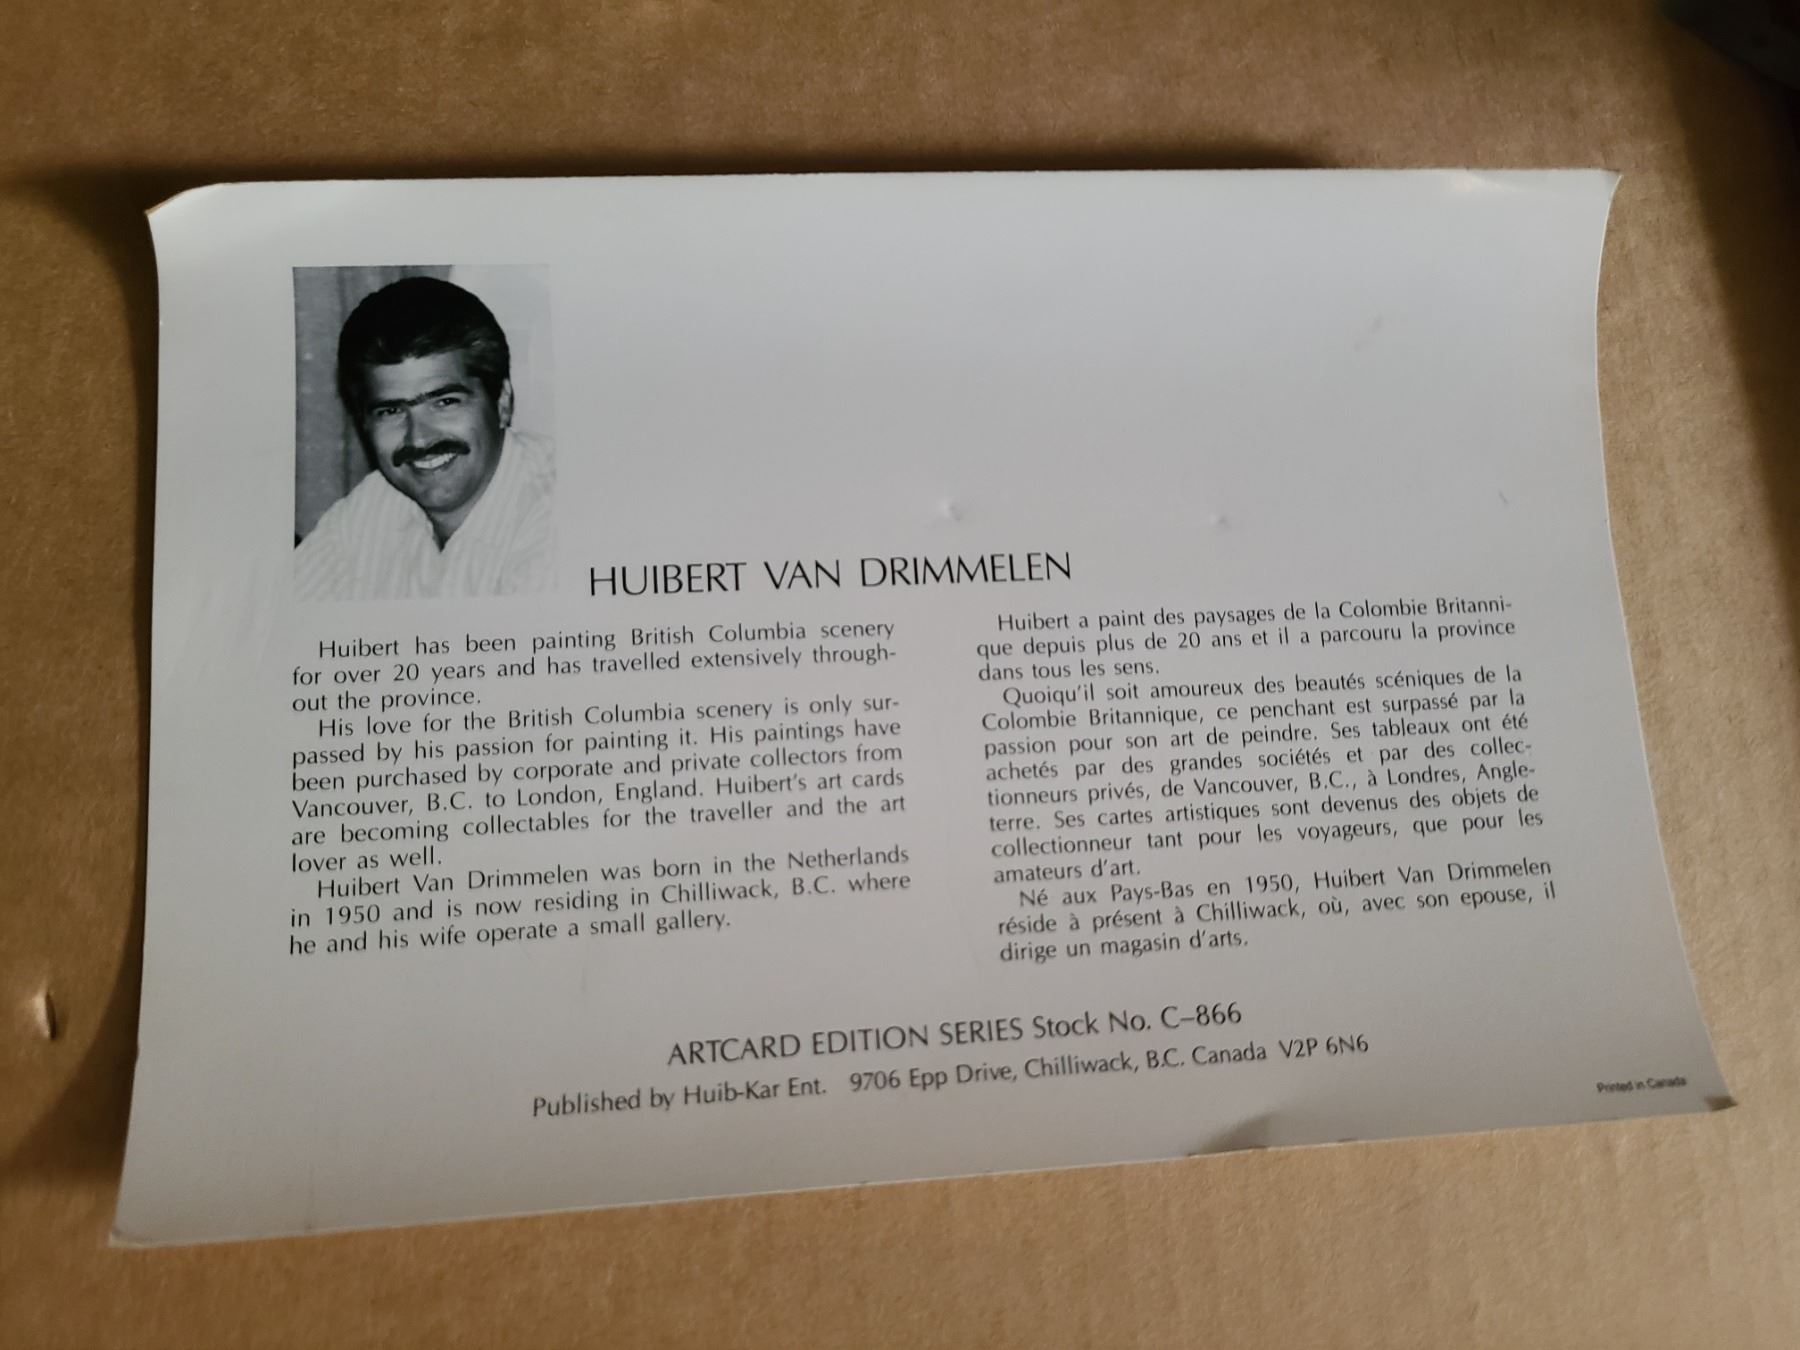 HUIBERT VAN DRIMMELEN
Huibert has been painting British Columbia scenery
for over 20 years and has travelled extensively through-
out the province.
His love for the British Columbia scenery is only sur-
passed by his passion for painting it. His paintings have
been purchased by corporate and private collectors from
Vancouver, B.C. to London, England. Huibert's art cards
are becoming collectables for the traveller and the art
lover as well.
Huibert Van Drimmelen was born in the Netherlands
in 1950 and is now residing in Chilliwack, B.C. where
he and his wife operate a small gallery.
Huibert a paint des paysages de la Colombie Britanni-
que depuis plus de 20 ans et il a parcouru la province
dans tous les sens.
Quoiqu'il soit amoureux des beautés scéniques de la
Colombie Britannique, ce penchant est surpassé par la
passion pour son art de peindre. Ses tableaux ont été
achetés par des grandes sociétés et par des collec-
tionneurs privés, de Vancouver, B.C., à Londres, Angle-
terre. Ses cartes artistiques sont devenus des objets de
collectionneur tant pour les voyageurs, que pour les
amateurs d'art.
Né aux Pays-Bas en 1950, Huibert Van Drimmelen
réside à présent à Chilliwack, où, avec son epouse, il
dirige un magasin d'arts.
ARTCARD EDITION SERIES Stock No. C–866
Published by Huib-Kar Ent. 9706 Epp Drive, Chilliwack, B.C. Canada V2P 6N6
Printed in Canada